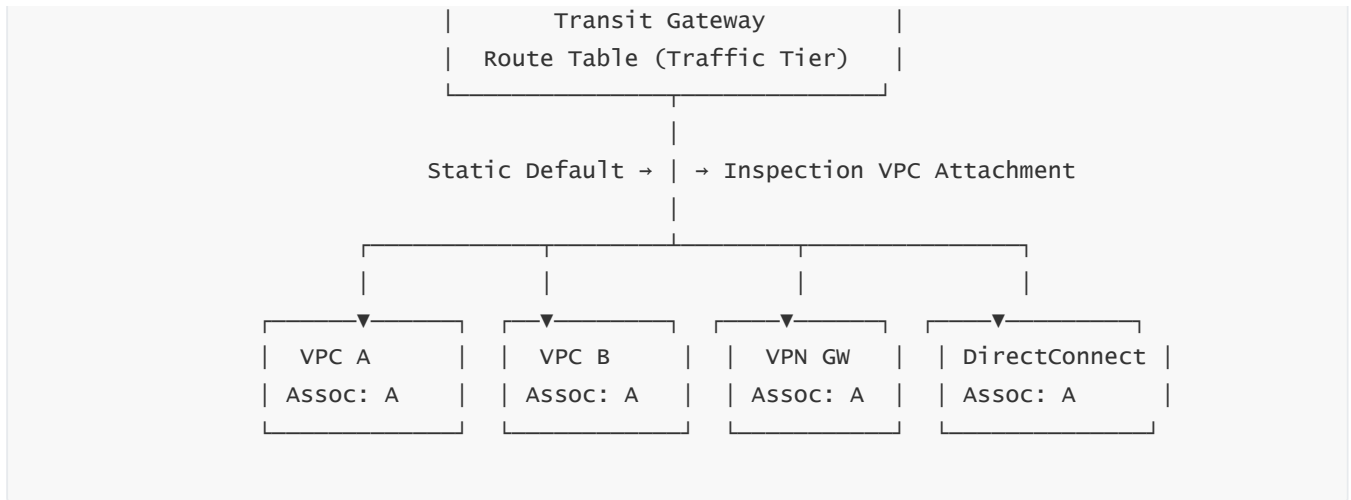 Transit Gateway
Route Table (Traffic Tier)
Static Default → | → Inspection VPC Attachment
VPC A VPC B VPN GW DirectConnect
Assoc: A Assoc: A Assoc: A Assoc: A